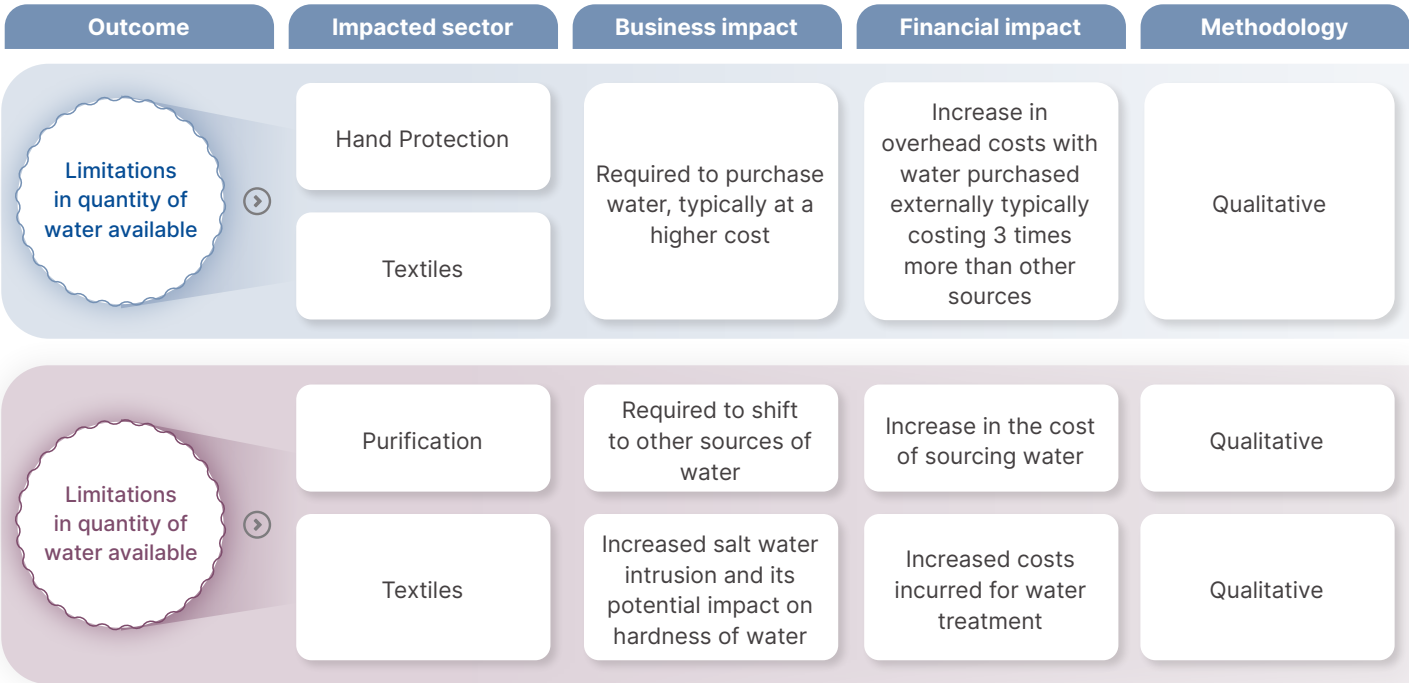 Outcome
Impacted sector
Business impact
Financial impact
Methodology
Limitations
in quantity of
water available
Hand Protection
Textiles
Required to purchase
water, typically at a
higher cost
Increase in
overhead costs with
water purchased
externally typically
costing 3 times
more than other
sources
Qualitative
Limitations
in quantity of
water available
Purification
Required to shift
to other sources of
water
Increase in the cost
of sourcing water
Qualitative
Textiles
Increased salt water
intrusion and its
potential impact on
hardness of water
Increased costs
incurred for water
treatment
Qualitative